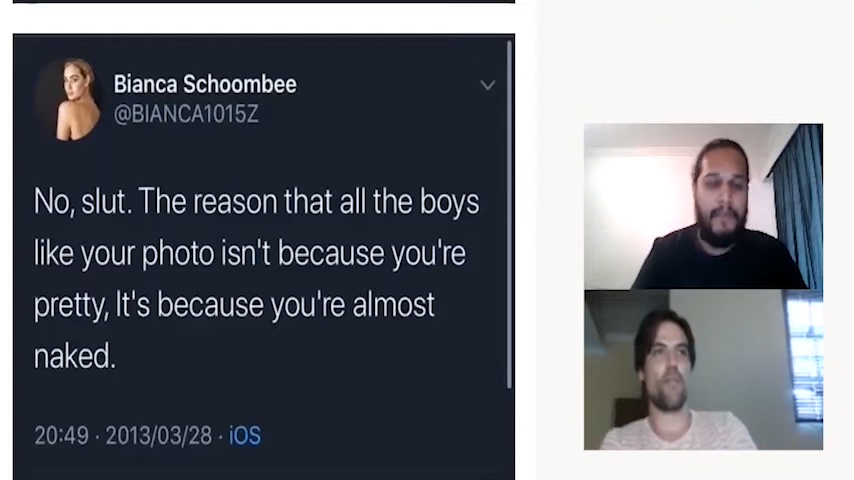 Bianca Schoombee
@BIANCA1015Z
No, slut. The reason that all the boys
like your photo isn't because you're
pretty, It's because you're almost
naked.
20:49 · 2013/03/28 · iOS